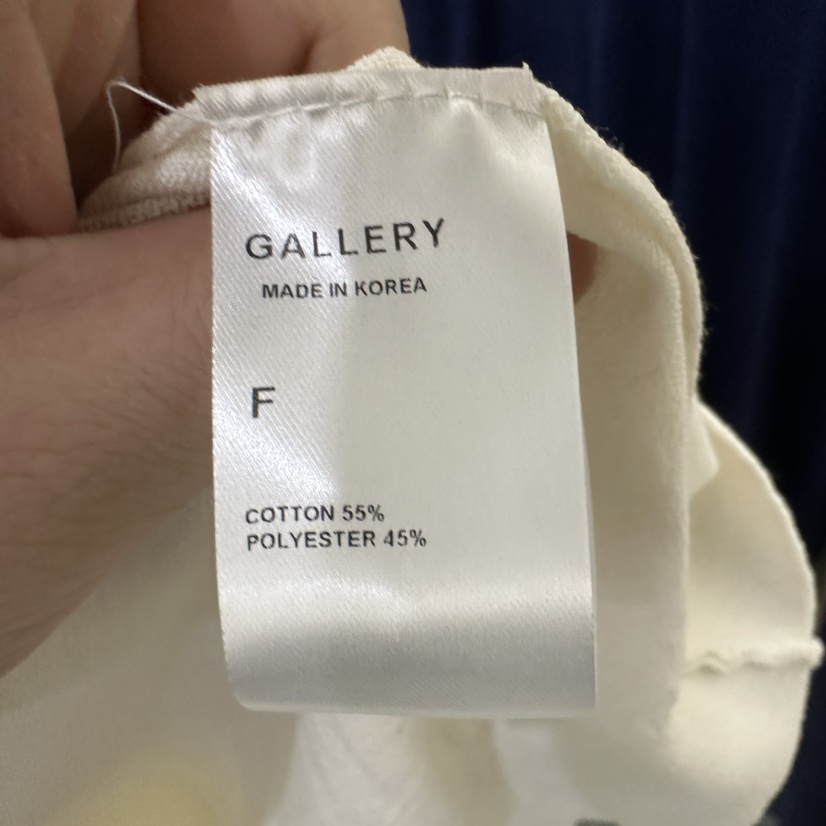 GALLERY
MADE IN KOREA
F
COTTON 55%
POLYESTER 45%